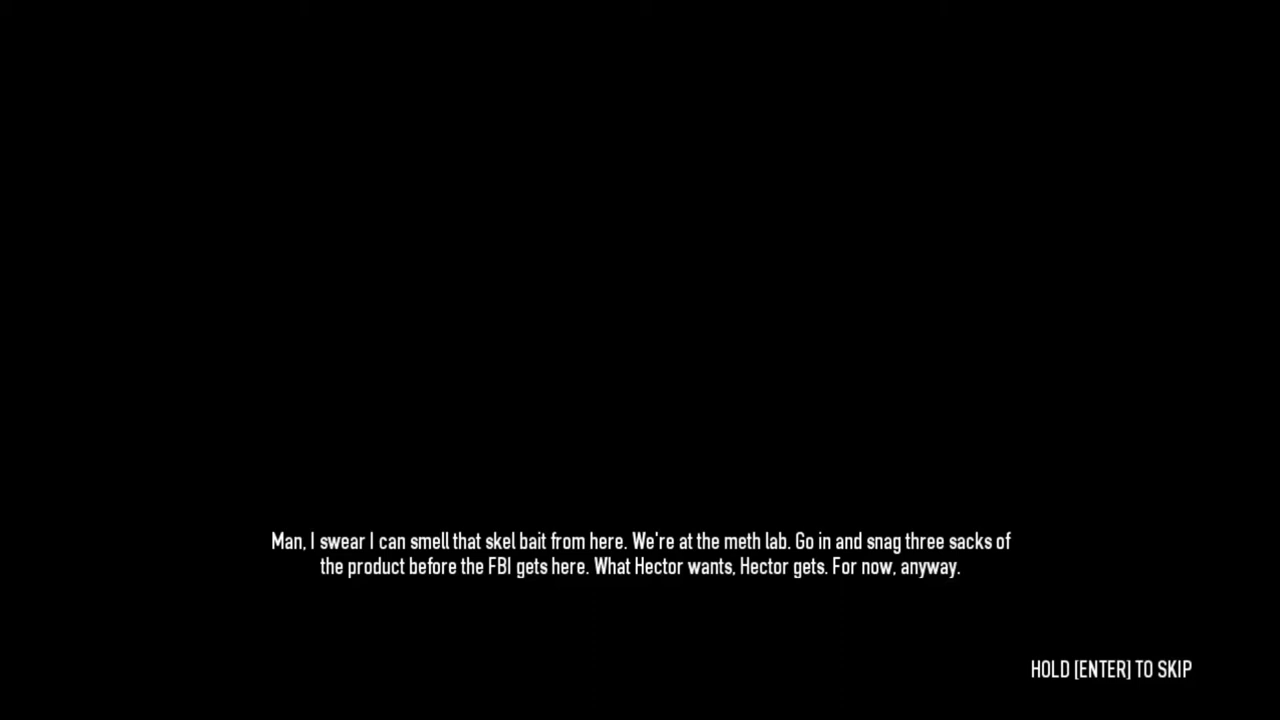 Man, I swear I can smell that skel bait from here. We're at the meth lab. Go in and snag three sacks of
the product before the FBI gets here. What Hector wants, Hector gets. For now, anyway.
HOLD [ENTER] TO SKIP